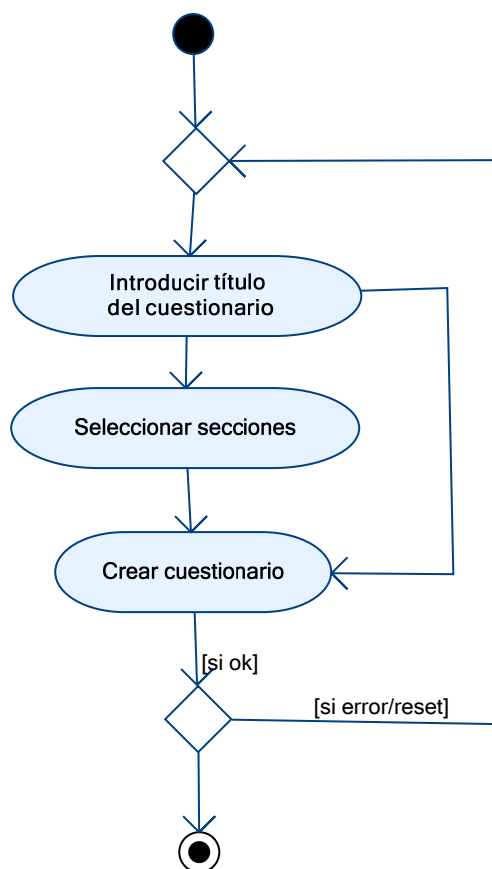 Introducir título
del cuestionario
Seleccionar secciones
Crear cuestionario
[si ok]
[si error/reset]